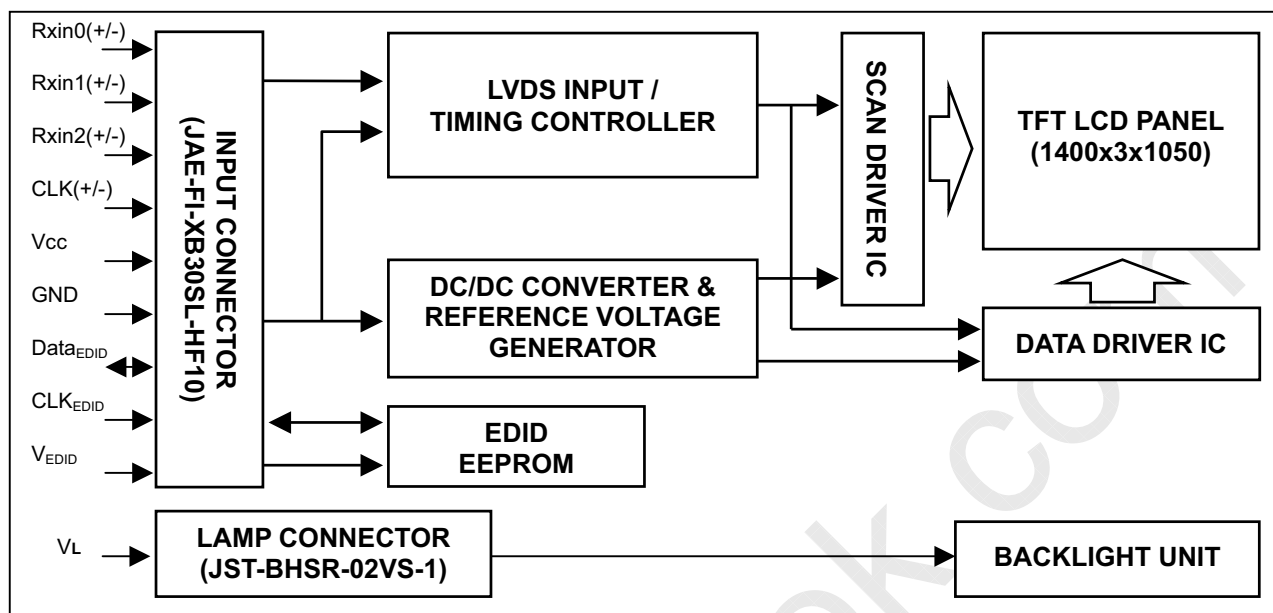 Rxin0(+/-)
Rxin1(+/-)
Rxin2(+/-)
CLK(+/-)
Vcc
GND
DataEDID
CLKEDID
VEDID
VL
INPUT CONNECTOR
(JAE-FI-XB30SL-HF10)
LVDS INPUT /
TIMING CONTROLLER
DC/DC CONVERTER &
REFERENCE VOLTAGE
GENERATOR
EDID
EEPROM
SCAN DRIVER IC
TFT LCD PANEL
(1400x3x1050)
DATA DRIVER IC
LAMP CONNECTOR
(JST-BHSR-02VS-1)
BACKLIGHT UNIT